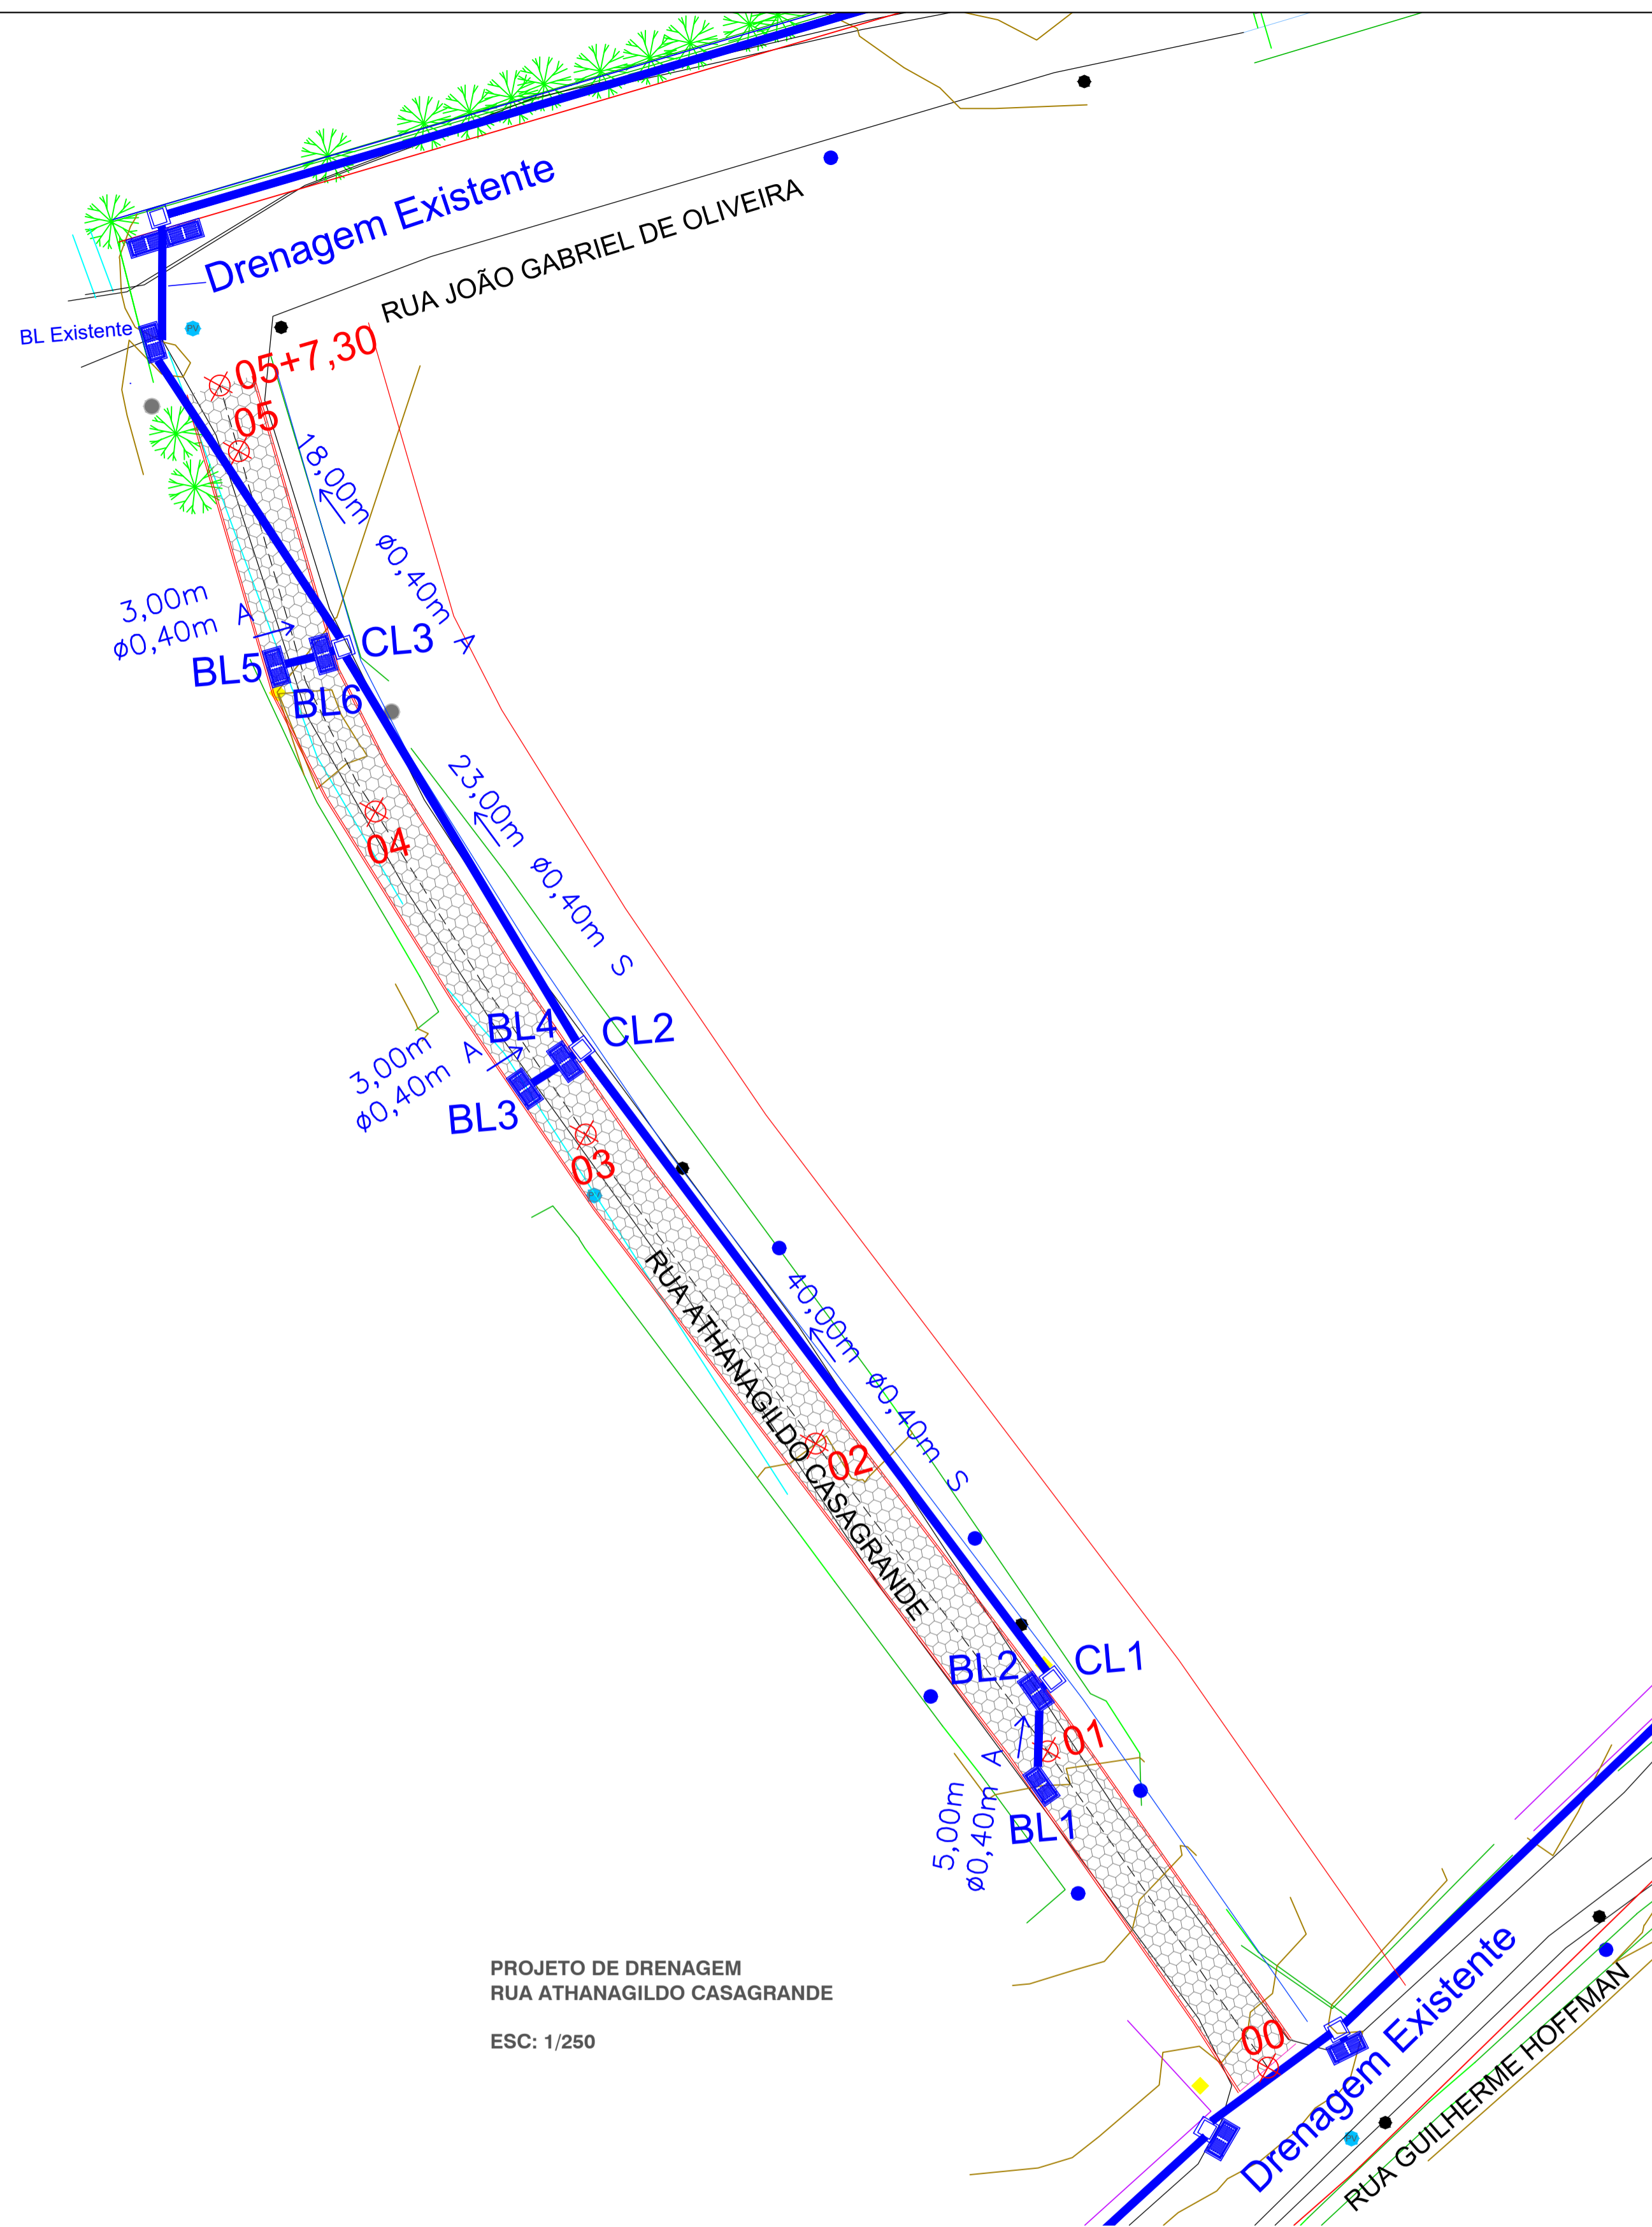 Drenagem Existente
RUA JOÃO GABRIEL DE OLIVEIRA
BL Existente
PV
05+7,30
05
18,00m ø0,40m A
3,00m
ø0,40m A
CL3
BL5
BL6
23,00m ø0,40m S
04
BL4
CL2
3,00m
ø0,40m A
BL3
03
PV
RUA ATHANAGILDO CASAGRANDE
40,00m ø0,40m S
02
BL2
CL1
01
5,00m
ø0,40m A
BL1
PROJETO DE DRENAGEM
RUA ATHANAGILDO CASAGRANDE
ESC: 1/250
00
Drenagem Existente
PV
RUA GUILHERME HOFFMAN